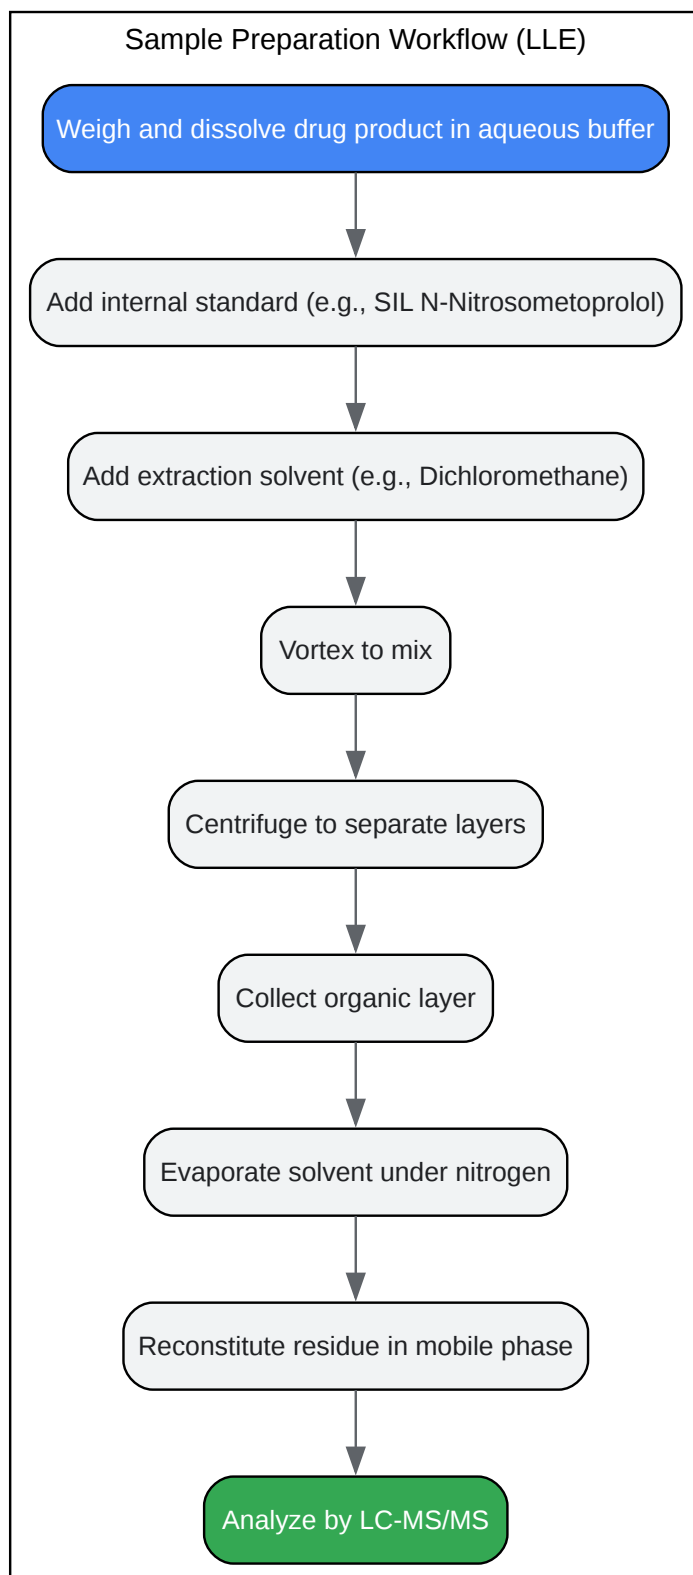 Sample Preparation Workflow (LLE)
Weigh and dissolve drug product in aqueous buffer
Add internal standard (e.g., SIL N-Nitrosometoprolol)
Add extraction solvent (e.g., Dichloromethane)
Vortex to mix
Centrifuge to separate layers
Collect organic layer
Evaporate solvent under nitrogen
Reconstitute residue in mobile phase
Analyze by LC-MS/MS